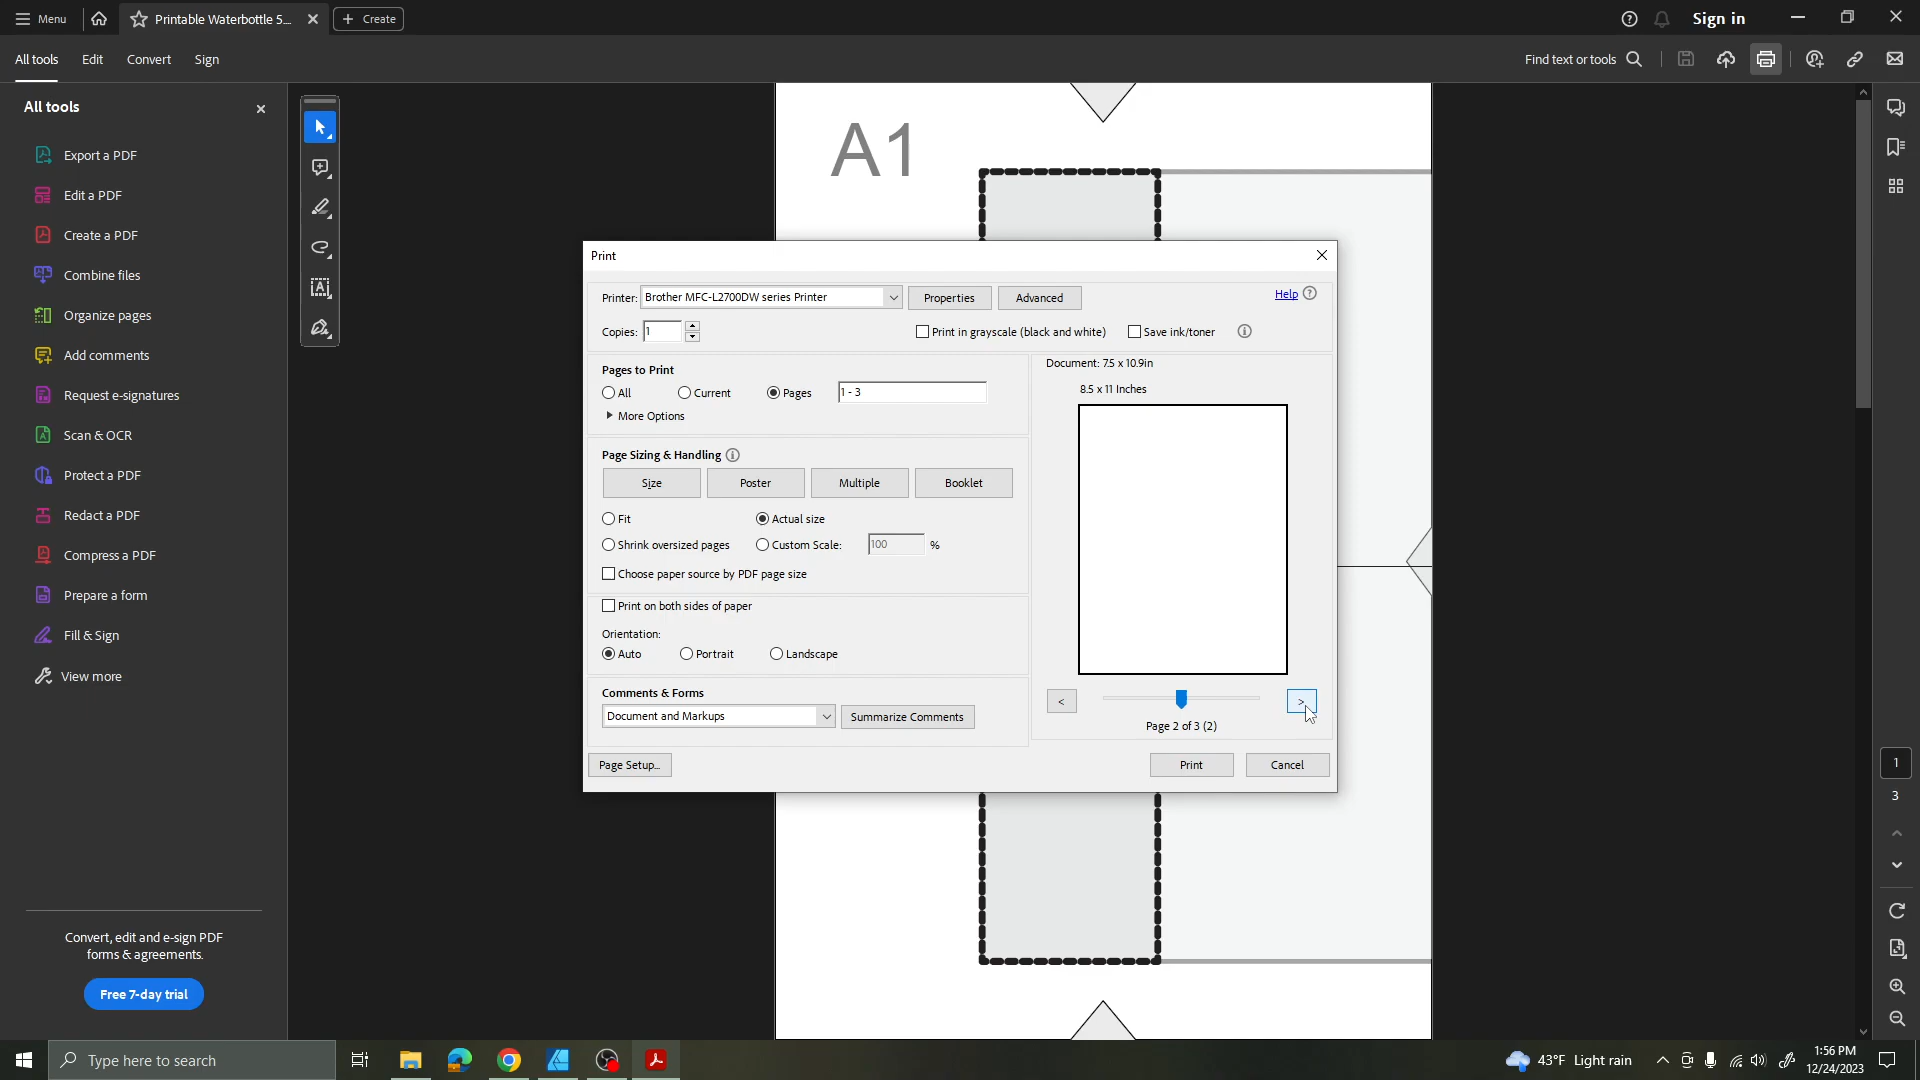 Menu
Printable Waterbottle 5...
Create
Sign in
All tools
Edit
Convert
Sign
Find text or tools
All tools
Export a PDF
Edit a PDF
Create a PDF
Combine files
Organize pages
Add comments
Request e-signatures
Scan & OCR
Protect a PDF
Redact a PDF
Compress a PDF
Prepare a form
Fill & Sign
View more
Convert, edit and e-sign PDF
forms & agreements.
Free 7-day trial
A1
Print
Printer: Brother MFC-L2700DW series Printer
Properties
Advanced
Help
Copies: 1
Print in grayscale (black and white)
Save ink/toner
Pages to Print
All
Current
Pages
1 - 3
More Options
Page Sizing & Handling
Size
Poster
Multiple
Booklet
Fit
Actual size
Shrink oversized pages
Custom Scale:
100
%
Choose paper source by PDF page size
Print on both sides of paper
Orientation:
Auto
Portrait
Landscape
Comments & Forms
Document and Markups
Summarize Comments
Page Setup...
Document: 7.5 x 10.9in
8.5 x 11 Inches
<
>
Page 2 of 3 (2)
Print
Cancel
1
3
Type here to search
43°F Light rain
1:56 PM
12/24/2023